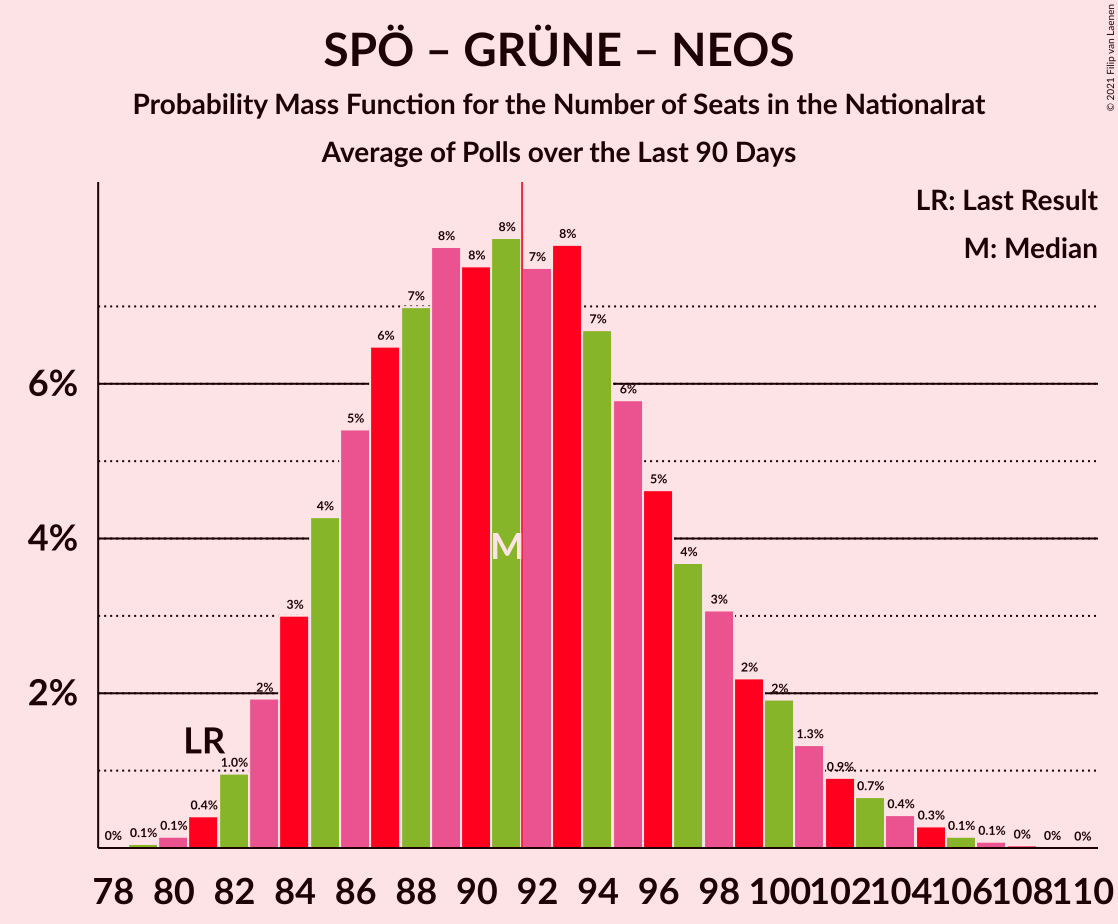 SPÖ – GRÜNE – NEOS
Probability Mass Function for the Number of Seats in the Nationalrat
Average of Polls over the Last 90 Days
© 2021 Filip van Laenen
LR: Last Result
M: Median
8% 8% 8% 7% 8%
7% 7%
6% 6%
6%
5% 5%
4% 4%
4%
M
3% 3%
2% 2% 2%
2%
LR
1.0% 1.3%
0% 0.1% 0.1% 0.4% 0.9% 0.7% 0.4% 0.3% 0.1% 0.1% 0% 0% 0%
78 80 82 84 86 88 90 92 94 96 98 100 102 104 106 108 110